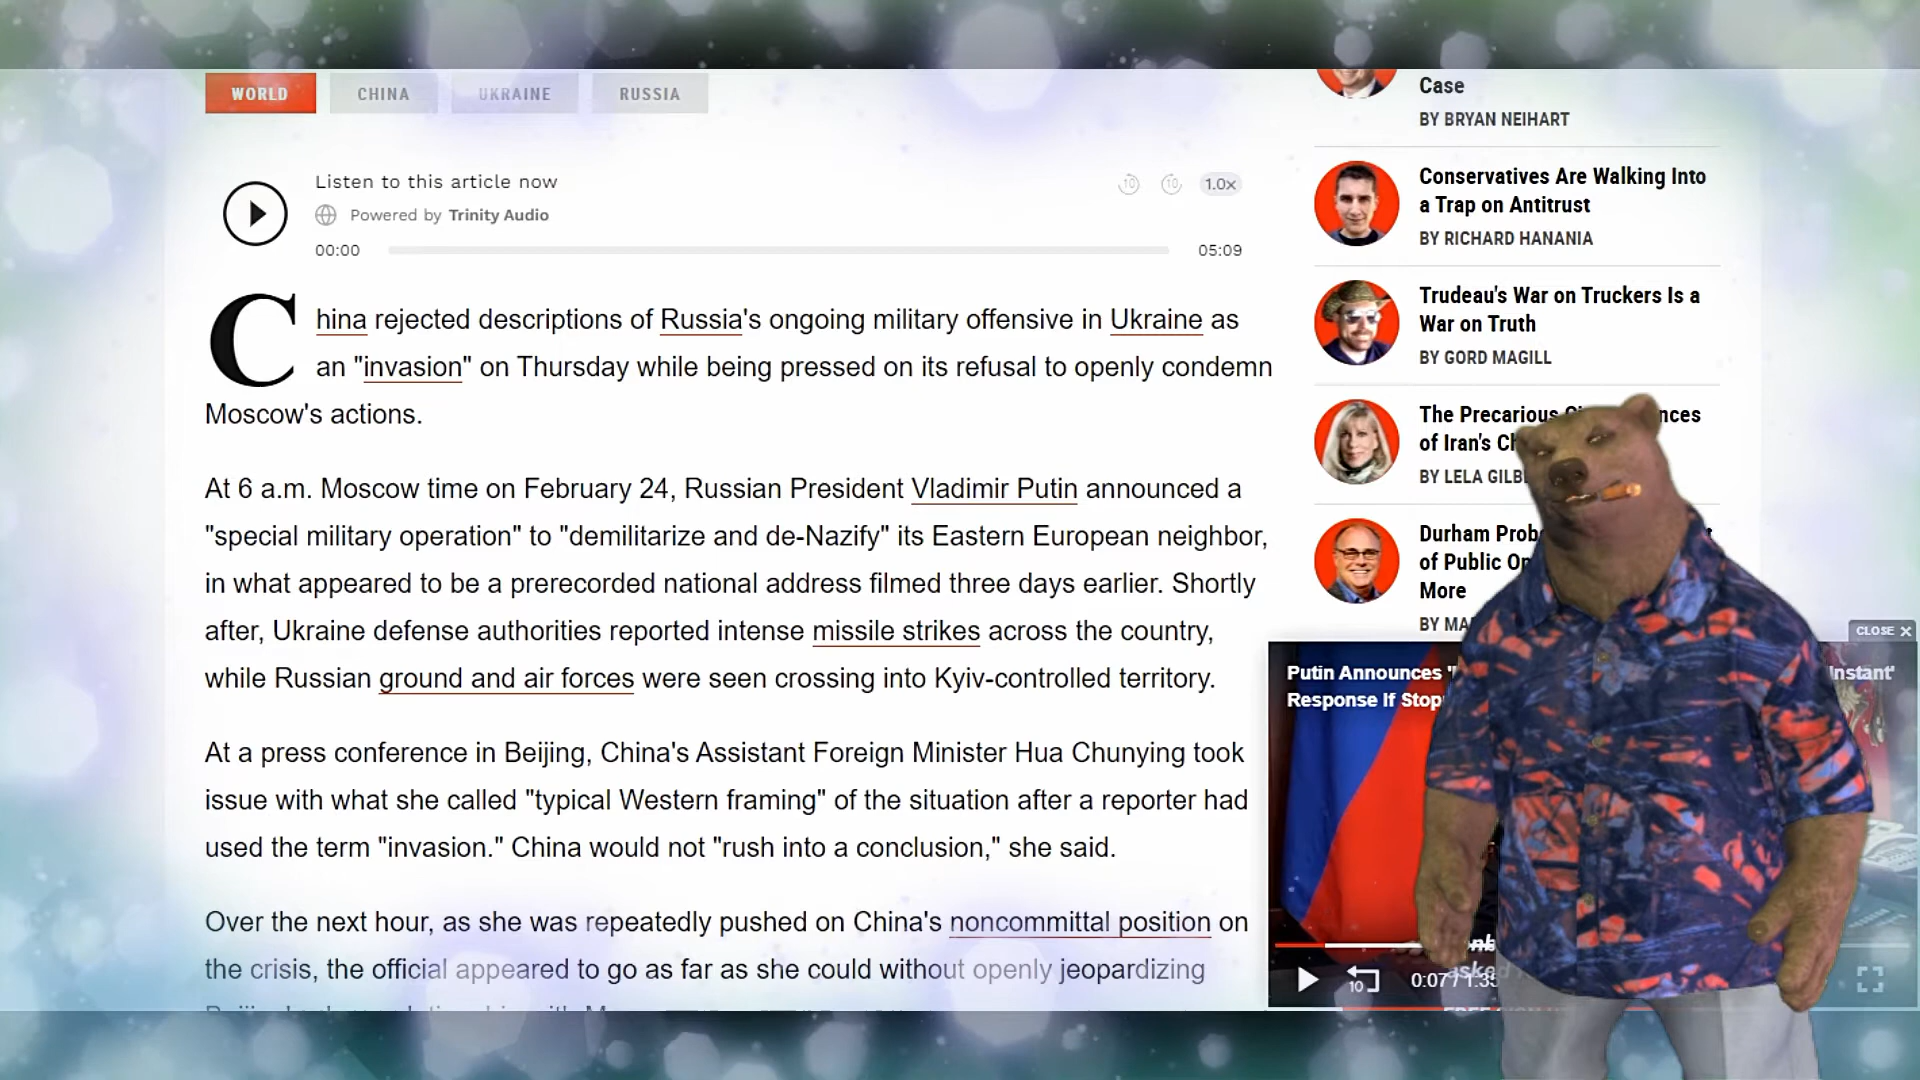 WORLD
CHINA
UKRAINE
RUSSIA
Listen to this article now
Powered by Trinity Audio
10
10
1.0x
00:00
05:09
China rejected descriptions of Russia's ongoing military offensive in Ukraine as
an "invasion" on Thursday while being pressed on its refusal to openly condemn
Moscow's actions.
At 6 a.m. Moscow time on February 24, Russian President Vladimir Putin announced a
"special military operation" to "demilitarize and de-Nazify" its Eastern European neighbor,
in what appeared to be a prerecorded national address filmed three days earlier. Shortly
after, Ukraine defense authorities reported intense missile strikes across the country,
while Russian ground and air forces were seen crossing into Kyiv-controlled territory.
At a press conference in Beijing, China's Assistant Foreign Minister Hua Chunying took
issue with what she called "typical Western framing" of the situation after a reporter had
used the term "invasion." China would not "rush into a conclusion," she said.
Over the next hour, as she was repeatedly pushed on China's noncommittal position on
the crisis, the official appeared to go as far as she could without openly jeopardizing
Case
BY BRYAN NEIHART
Conservatives Are Walking Into
a Trap on Antitrust
BY RICHARD HANANIA
Trudeau's War on Truckers Is a
War on Truth
BY GORD MAGILL
The Precarious
of Iran's
BY LELA
Durham
of Public
More
BY
CLOSE X
Putin Announces
Instant'
Response If
10
0:07 /